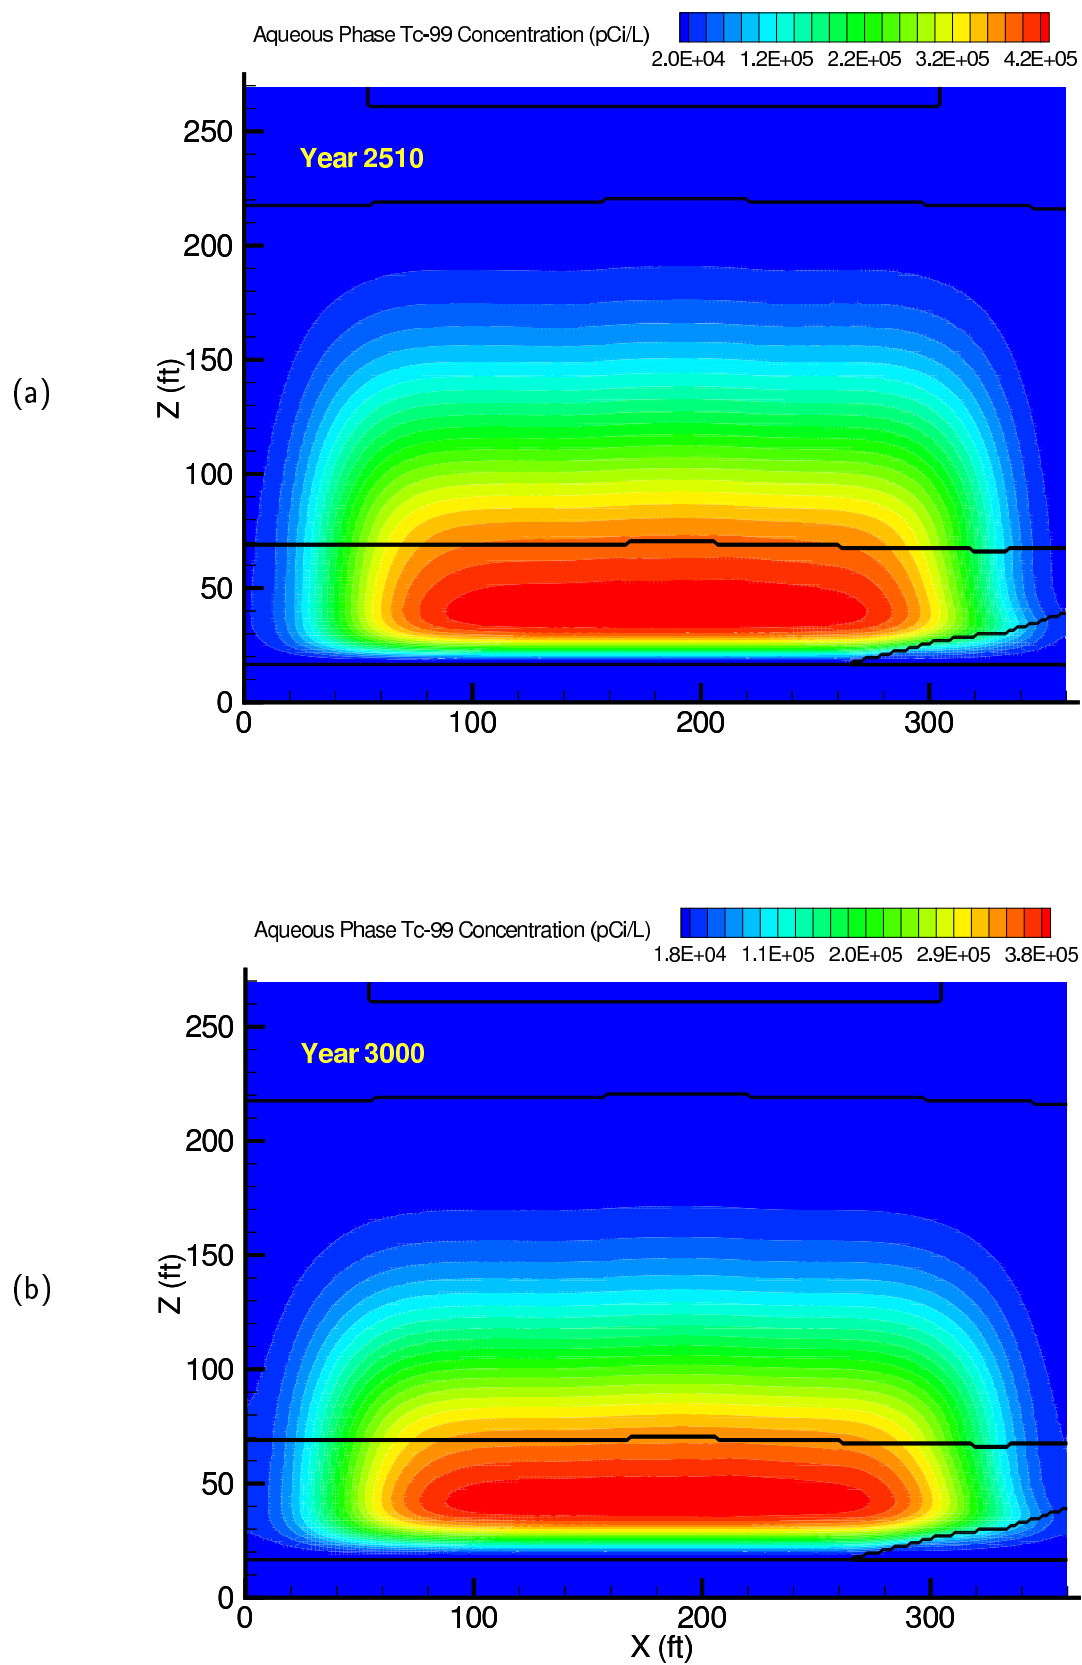 Aqueous Phase Tc-99 Concentration (pCi/L)
2.0E+04 1.2E+05 2.2E+05 3.2E+05 4.2E+05
Year 2510
250
200
150
100
50
0
Z (ft)
(a)
0 100 200 300
Aqueous Phase Tc-99 Concentration (pCi/L)
1.8E+04 1.1E+05 2.0E+05 2.9E+05 3.8E+05
Year 3000
250
200
150
100
50
0
Z (ft)
(b)
0 100 200 300
X (ft)